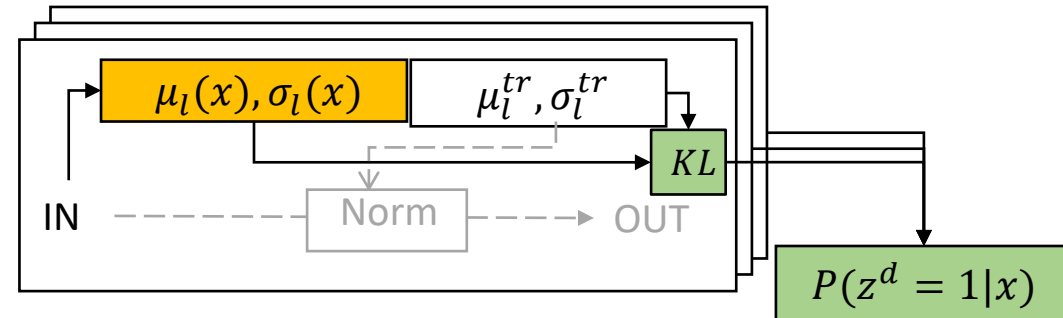 μ_l(x), σ_l(x)
μ_l^{tr}, σ_l^{tr}
KL
IN
Norm
OUT
P(z^d = 1|x)